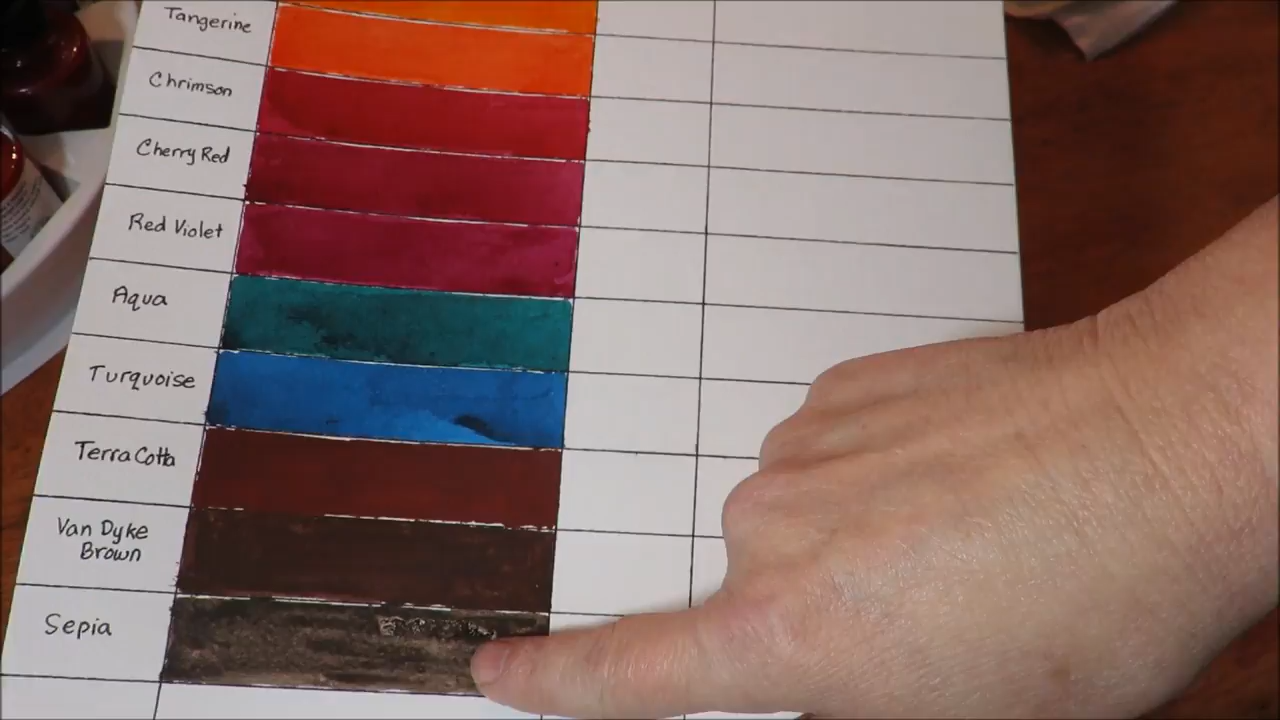 Tangerine
Chrimson
Cherry Red
Red Violet
Aqua
Turquoise
Terra Cotta
Van Dyke
Brown
Sepia